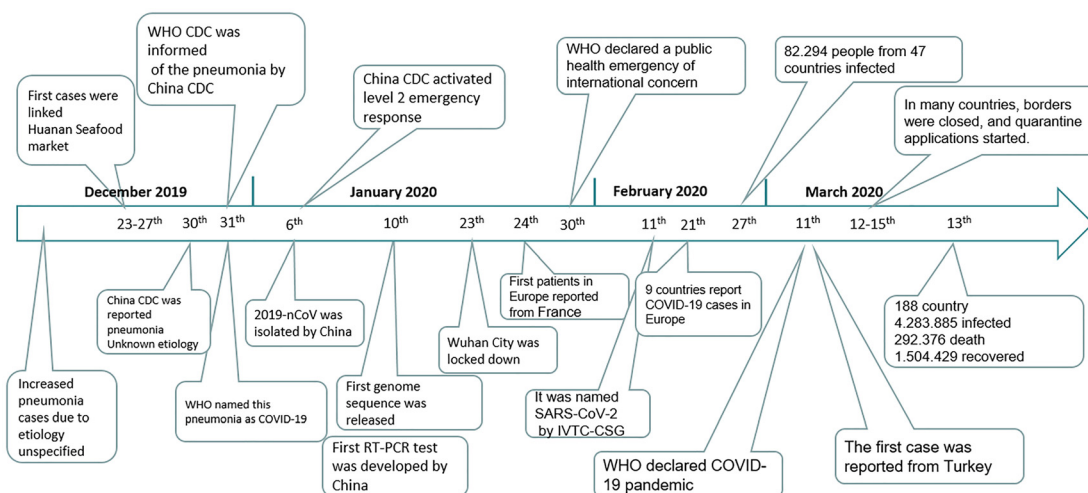 WHO CDC was
informed
of the pneumonia by
China CDC
First cases were
linked
Huanan Seafood
market
China CDC activated
level 2 emergency
response
WHO declared a public
health emergency of
international concern
82.294 people from 47
countries infected
In many countries, borders
were closed, and quarantine
applications started.
December 2019
January 2020
February 2020
March 2020
23-27th
30th
31th
6th
10th
23th
24th
30th
11th
21th
27th
11th
12-15th
13th
Increased
pneumonia
cases due to
etiology
unspecified
China CDC was
reported
pneumonia
Unknown etiology
WHO named this
pneumonia as COVID-19
2019-nCoV was
isolated by China
First genome
sequence was
released
First RT-PCR test
was developed by
China
Wuhan City was
locked down
First patients in
Europe reported
from France
It was named
SARS-CoV-2
by IVTC-CSG
9 countries report
COVID-19 cases in
Europe
WHO declared COVID-
19 pandemic
The first case was
reported from Turkey
188 country
4.283.885 infected
292.376 death
1.504.429 recovered